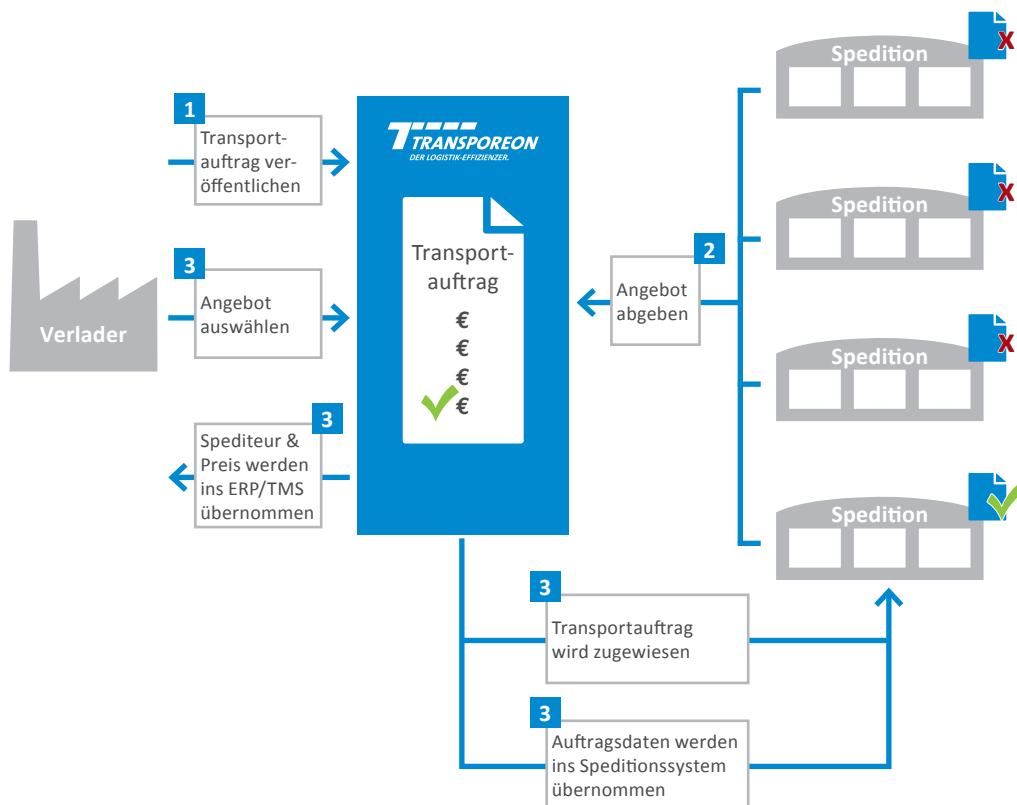 1
Transport-
auftrag ver-
öffentlichen
3
Angebot
auswählen
Verlader
3
Spediteur &
Preis werden
ins ERP/TMS
übernommen
TRANSPOREON
DER LOGISTIK-EFFIZIENZER.
Transport-
auftrag
€
€
€
€
2
Angebot
abgeben
Spedition
X
Spedition
X
Spedition
X
Spedition
3
Transportauftrag
wird zugewiesen
3
Auftragsdaten werden
ins Speditionssystem
übernommen